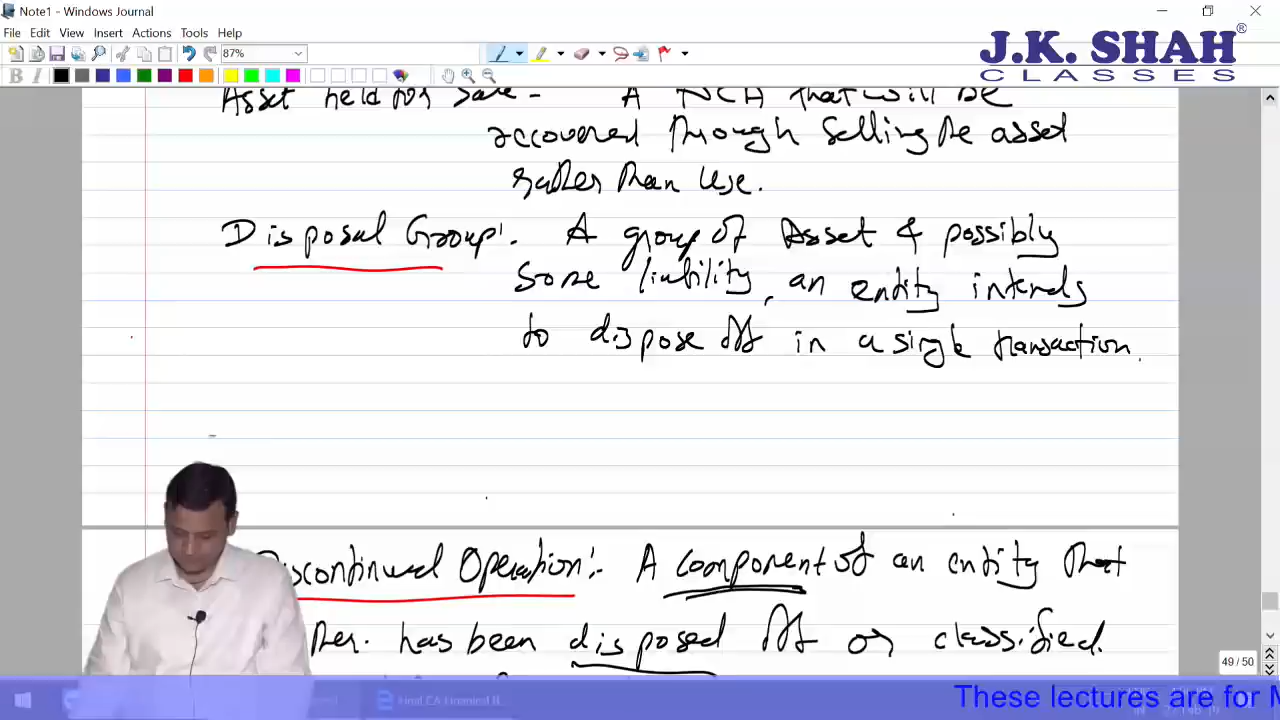 Note1 - Windows Journal
File Edit View Insert Actions Tools Help
87%
J.K. SHAH®
CLASSES
Asset held for Sale - A NCA that will be
recovered through selling the asset
rather than use.
Disposal Group:- A group of Asset & possibly
some liability, an entity intends
to dispose off in a single transaction.
Discontinued Operation:- A component of an entity that
has been disposed off or classified
49 / 50
These lectures are for M